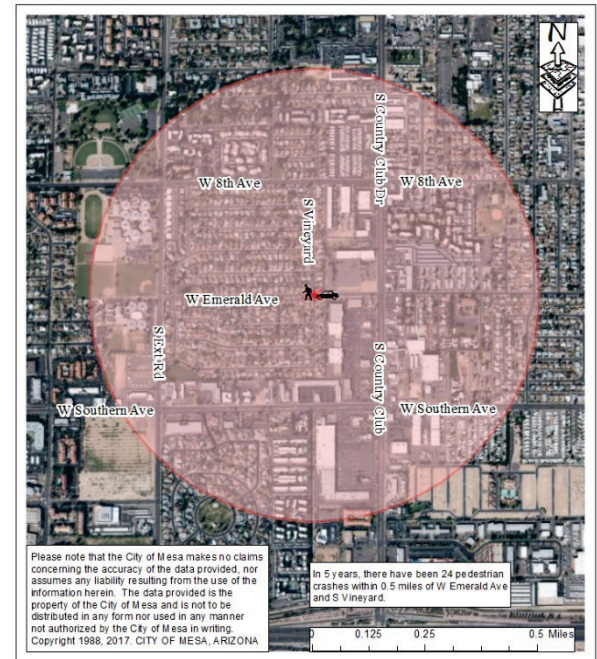 N
S Country Club Dr
W 8th Ave
W 8th Ave
S Vineyard
W Emerald Ave
S Ext Rd
S Country Club
W Southern Ave
W Southern Ave
Please note that the City of Mesa makes no claims
concerning the accuracy of the data provided, nor
assumes any liability resulting from the use of the
information herein. The data provided is the
property of the City of Mesa and is not to be
distributed in any form nor used in any manner
not authorized by the City of Mesa in writing.
Copyright 1988, 2017. CITY OF MESA, ARIZONA
In 5 years, there have been 24 pedestrian
crashes within 0.5 miles of W Emerald Ave
and S Vineyard.
0 0.125 0.25 0.5 Miles